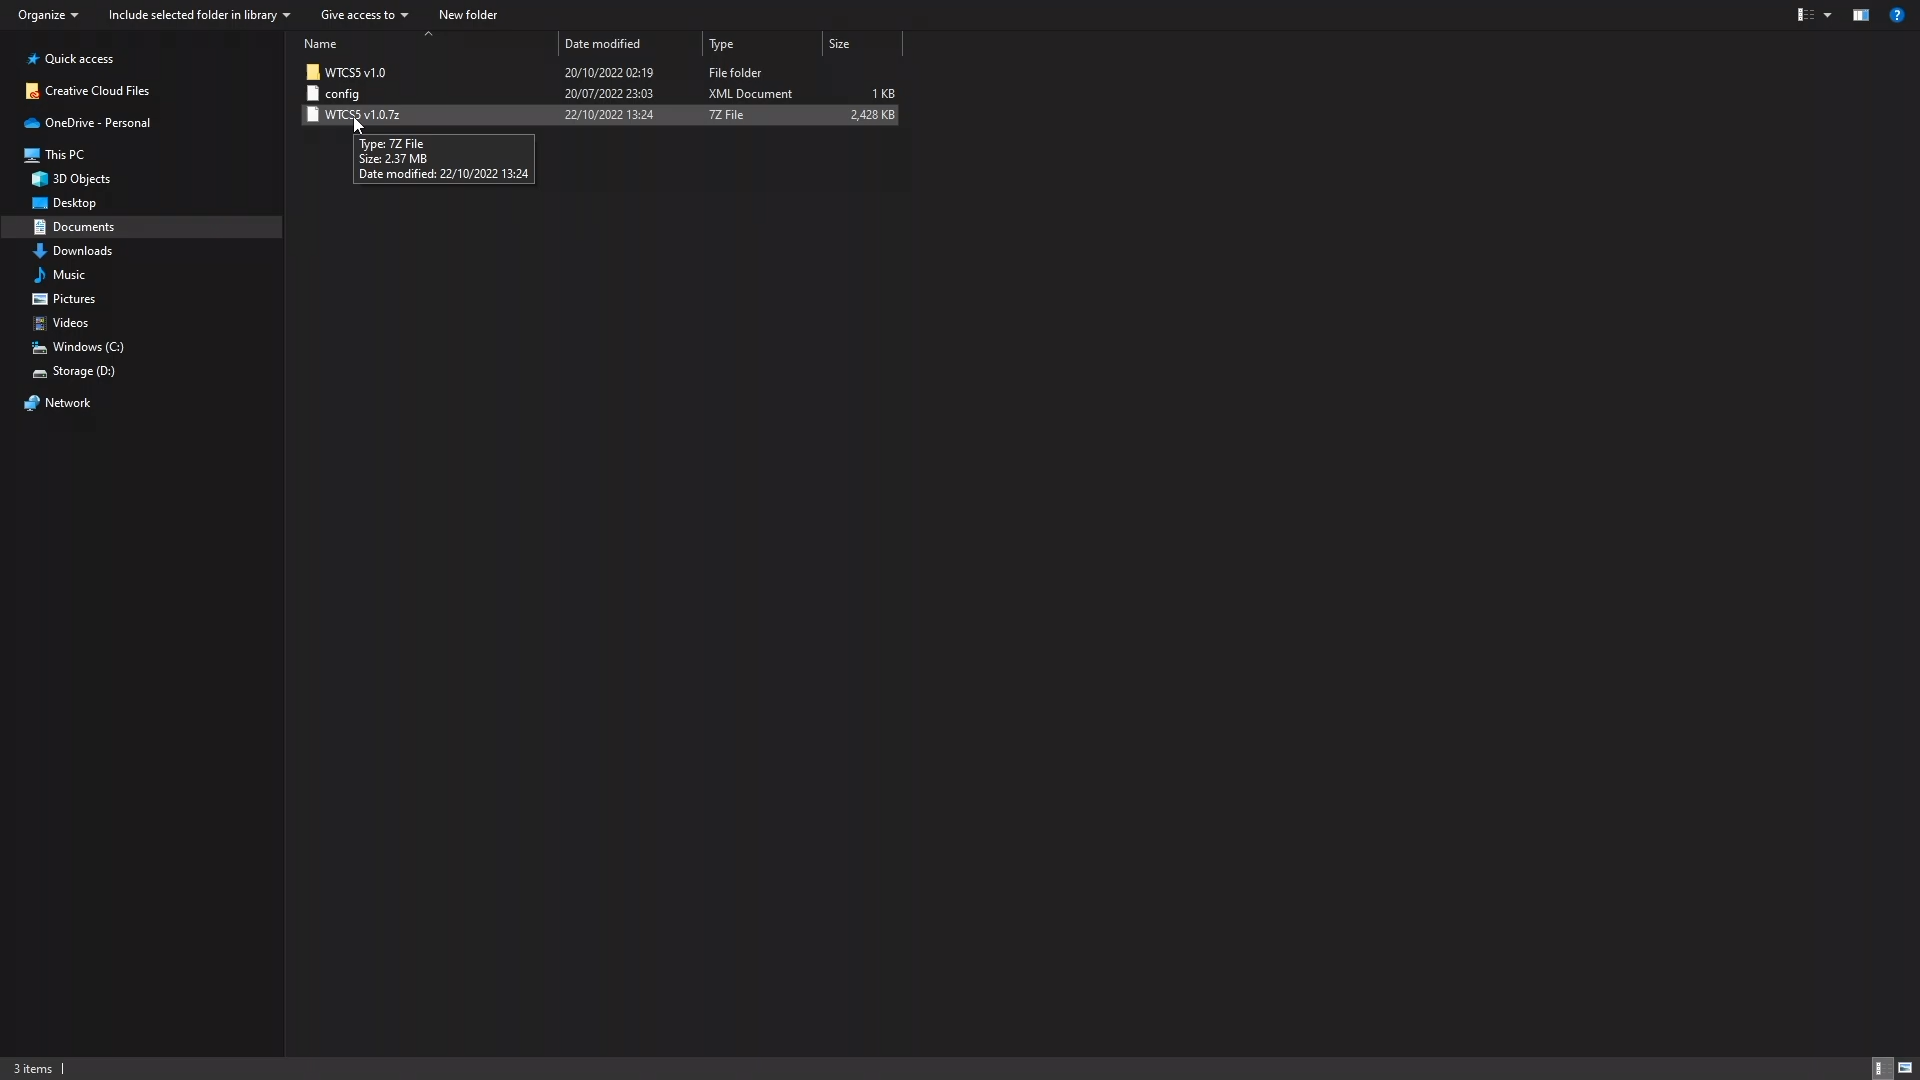 Organize Include selected folder in library Give access to New folder
Name Date modified Type Size
Quick access
Creative Cloud Files
OneDrive - Personal
This PC
3D Objects
Desktop
Documents
Downloads
Music
Pictures
Videos
Windows (C:)
Storage (D:)
Network
WTCS5 v1.0 20/10/2022 02:19 File folder
config 20/07/2022 23:03 XML Document 1 KB
WTCS5 v1.0.7z 22/10/2022 13:24 7Z File 2,428 KB
Type: 7Z File
Size: 2.37 MB
Date modified: 22/10/2022 13:24
3 items